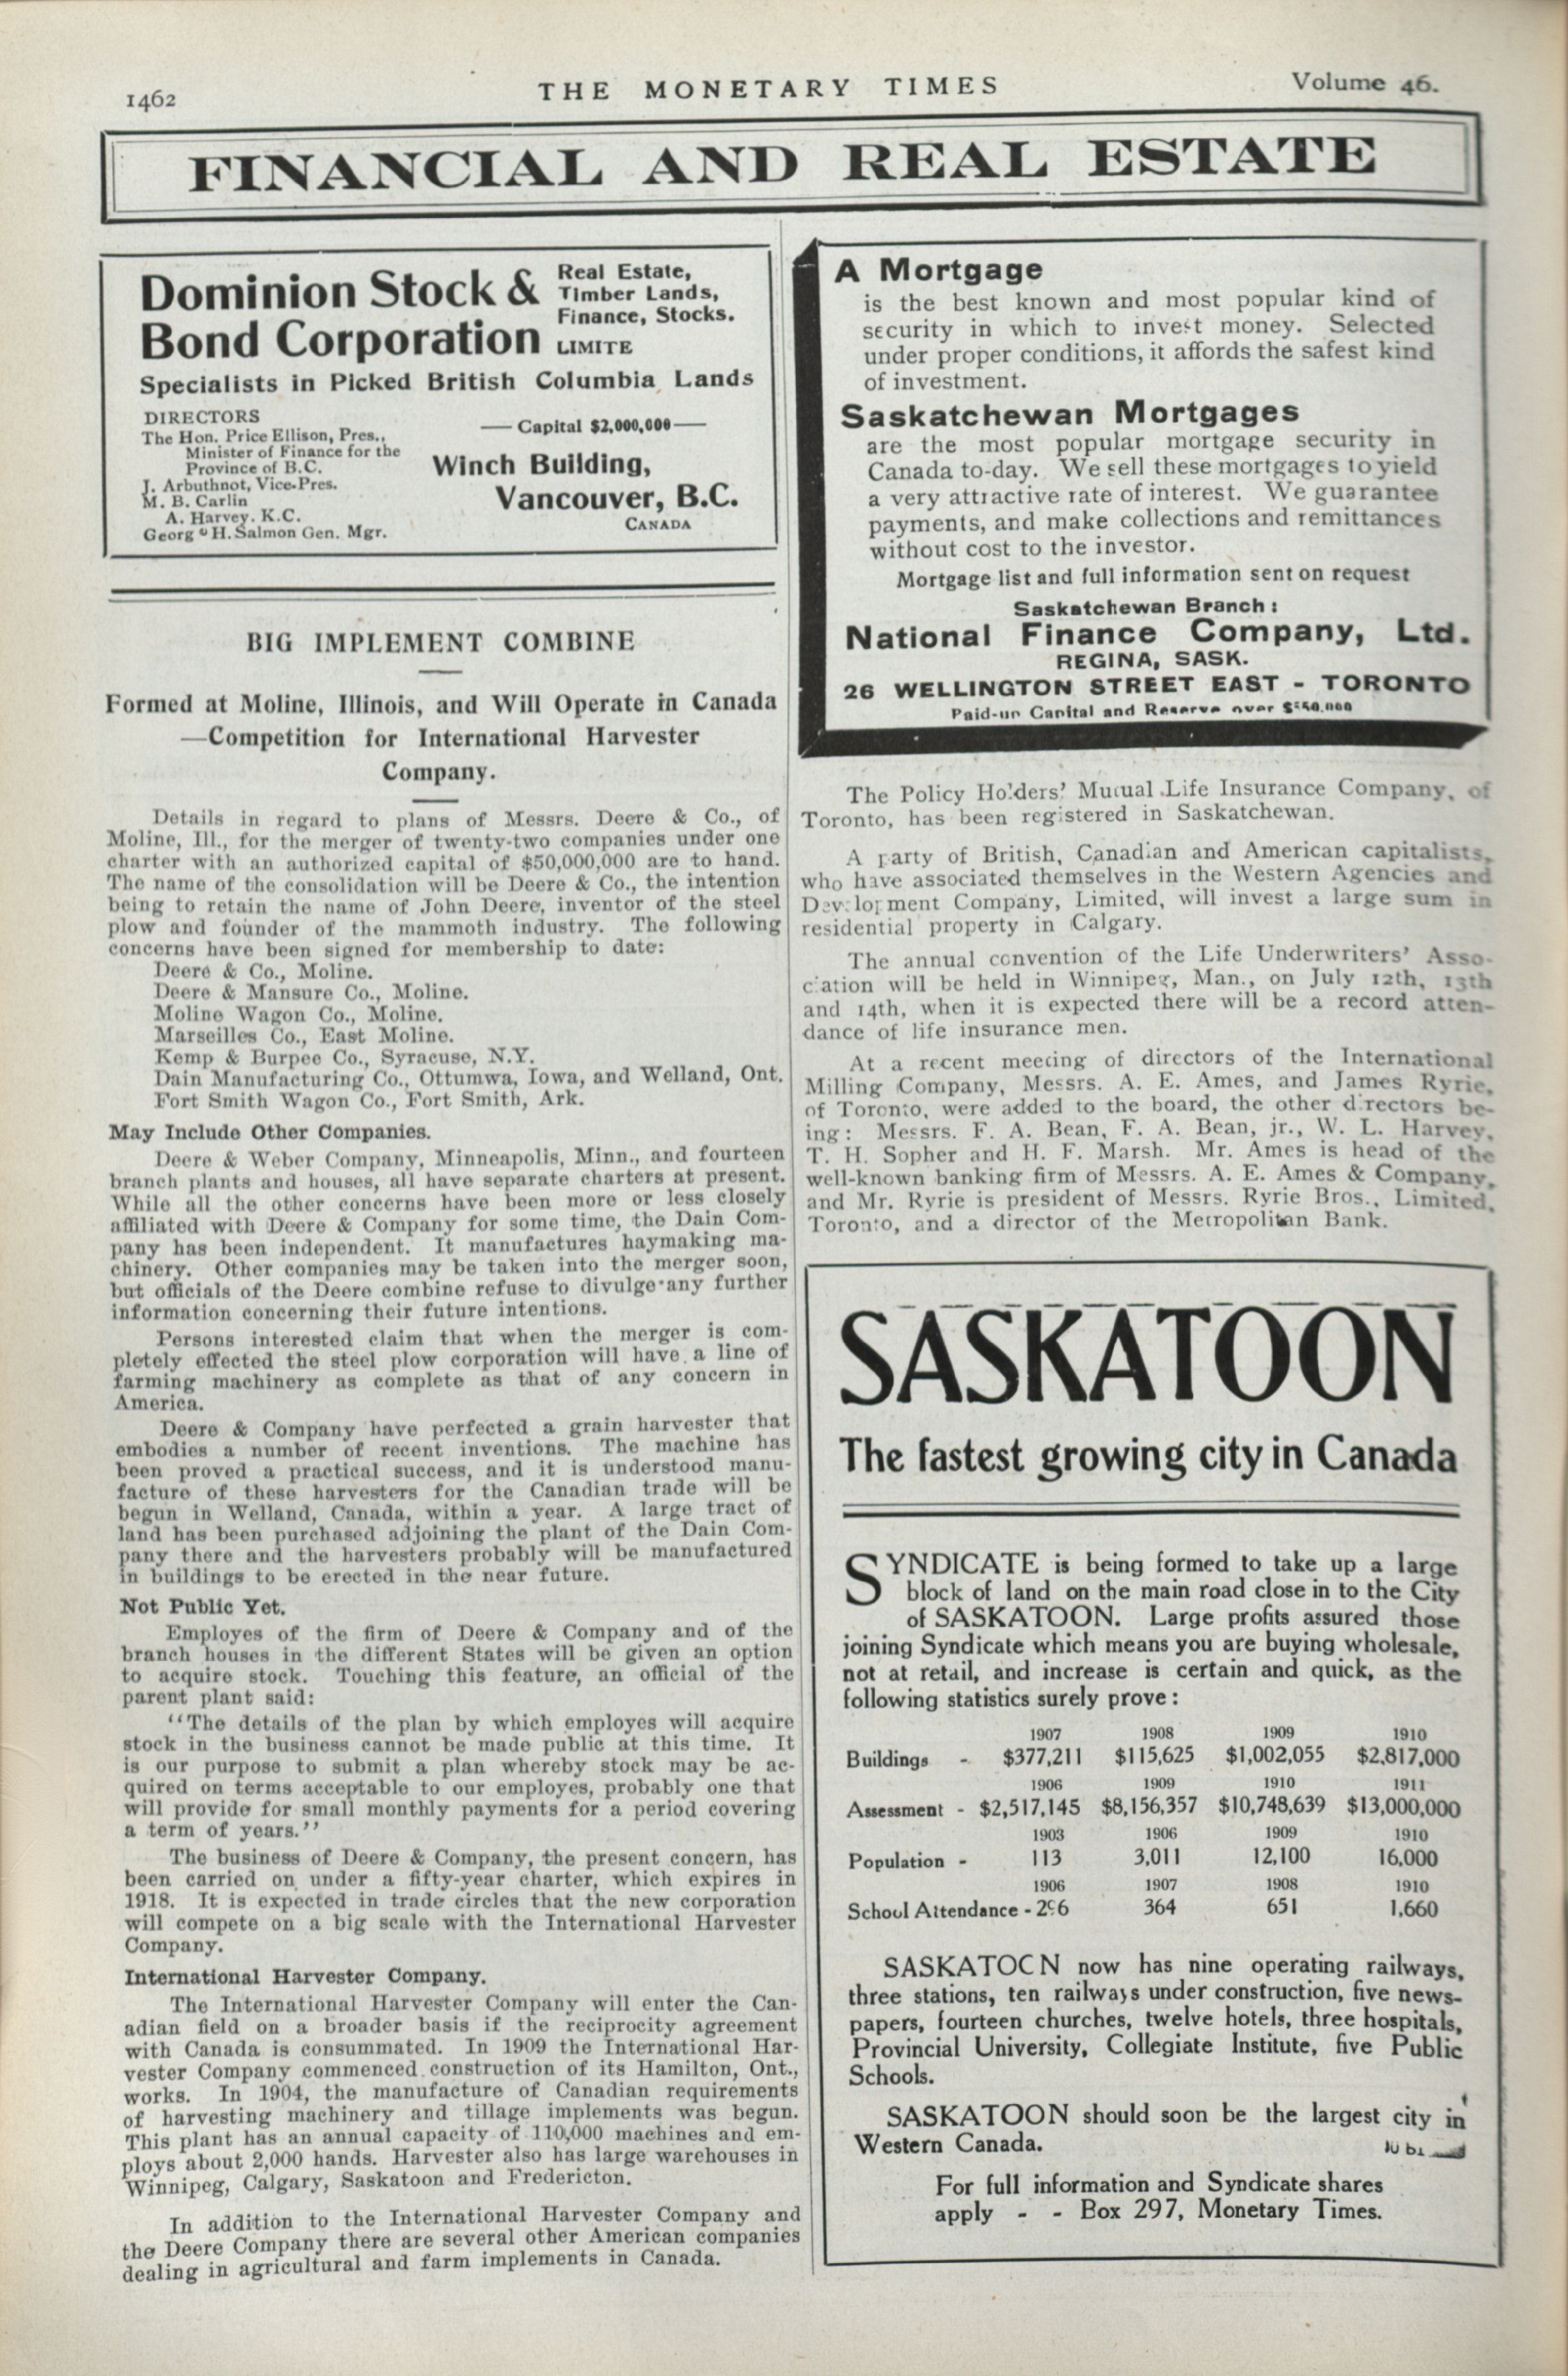 1462
THE MONETARY TIMES
Volume 46.
FINANCIAL AND REAL ESTATE
Dominion Stock &
Bond Corporation
Real Estate,
Timber Lands,
Finance, Stocks.
LIMITE
Specialists in Picked British Columbia Lands
DIRECTORS
The Hon. Price Ellison, Pres.,
Minister of Finance for the
Province of B.C.
J. Arbuthnot, Vice-Pres.
M. B. Carlin
A. Harvey. K.C.
Georg e H. Salmon Gen. Mgr.
— Capital $2,000,000 —
Winch Building,
Vancouver, B.C.
CANADA
BIG IMPLEMENT COMBINE
Formed at Moline, Illinois, and Will Operate in Canada
—Competition for International Harvester
Company.
Details in regard to plans of Messrs. Deere & Co., of
Moline, Ill., for the merger of twenty-two companies under one
charter with an authorized capital of $50,000,000 are to hand.
The name of the consolidation will be Deere & Co., the intention
being to retain the name of John Deere, inventor of the steel
plow and founder of the mammoth industry. The following
concerns have been signed for membership to date:
Deere & Co., Moline.
Deere & Mansure Co., Moline.
Moline Wagon Co., Moline.
Marseilles Co., East Moline.
Kemp & Burpee Co., Syracuse, N.Y.
Dain Manufacturing Co., Ottumwa, Iowa, and Welland, Ont.
Fort Smith Wagon Co., Fort Smith, Ark.
May Include Other Companies.
Deere & Weber Company, Minneapolis, Minn., and fourteen
branch plants and houses, all have separate charters at present.
While all the other concerns have been more or less closely
affiliated with Deere & Company for some time, the Dain Com-
pany has been independent. It manufactures haymaking ma-
chinery. Other companies may be taken into the merger soon,
but officials of the Deere combine refuse to divulge any further
information concerning their future intentions.
Persons interested claim that when the merger is com-
pletely effected the steel plow corporation will have a line of
farming machinery as complete as that of any concern in
America.
Deere & Company have perfected a grain harvester that
embodies a number of recent inventions. The machine has
been proved a practical success, and it is understood manu-
facture of these harvesters for the Canadian trade will be
begun in Welland, Canada, within a year. A large tract of
land has been purchased adjoining the plant of the Dain Com-
pany there and the harvesters probably will be manufactured
in buildings to be erected in the near future.
Not Public Yet.
Employes of the firm of Deere & Company and of the
branch houses in the different States will be given an option
to acquire stock. Touching this feature, an official of the
parent plant said:
"The details of the plan by which employes will acquire
stock in the business cannot be made public at this time. It
is our purpose to submit a plan whereby stock may be ac-
quired on terms acceptable to our employes, probably one that
will provide for small monthly payments for a period covering
a term of years."
The business of Deere & Company, the present concern, has
been carried on under a fifty-year charter, which expires in
1918. It is expected in trade circles that the new corporation
will compete on a big scale with the International Harvester
Company.
International Harvester Company.
The International Harvester Company will enter the Can-
adian field on a broader basis if the reciprocity agreement
with Canada is consummated. In 1909 the International Har-
vester Company commenced construction of its Hamilton, Ont.,
works. In 1904, the manufacture of Canadian requirements
of harvesting machinery and tillage implements was begun.
This plant has an annual capacity of 110,000 machines and em-
ploys about 2,000 hands. Harvester also has large warehouses in
Winnipeg, Calgary, Saskatoon and Fredericton.
In addition to the International Harvester Company and
the Deere Company there are several other American companies
dealing in agricultural and farm implements in Canada.
A Mortgage
is the best known and most popular kind of
security in which to invest money. Selected
under proper conditions, it affords the safest kind
of investment.
Saskatchewan Mortgages
are the most popular mortgage security in
Canada to-day. We sell these mortgages to yield
a very attractive rate of interest. We guarantee
payments, and make collections and remittances
without cost to the investor.
Mortgage list and full information sent on request
Saskatchewan Branch:
National Finance Company, Ltd.
REGINA, SASK.
26 WELLINGTON STREET EAST - TORONTO
Paid-up Capital and Reserve over
The Policy Holders' Mutual Life Insurance Company, of
Toronto, has been registered in Saskatchewan.
A party of British, Canadian and American capitalists,
who have associated themselves in the Western Agencies and
Development Company, Limited, will invest a large sum in
residential property in Calgary.
The annual convention of the Life Underwriters' Asso-
ciation will be held in Winnipeg, Man., on July 12th, 13th
and 14th, when it is expected there will be a record atten-
dance of life insurance men.
At a recent meeting of directors of the International
Milling Company, Messrs. A. E. Ames, and James Ryrie,
of Toronto, were added to the board, the other directors be-
ing: Messrs. F. A. Bean, F. A. Bean, jr., W. L. Harvey,
T. H. Sopher and H. F. Marsh. Mr. Ames is head of the
well-known banking firm of Messrs. A. E. Ames & Company,
and Mr. Ryrie is president of Messrs. Ryrie Bros., Limited,
Toronto, and a director of the Metropolitan Bank.
SASKATOON
The fastest growing city in Canada
SYNDICATE is being formed to take up a large
block of land on the main road close in to the City
of SASKATOON. Large profits assured those
joining Syndicate which means you are buying wholesale,
not at retail, and increase is certain and quick, as the
following statistics surely prove:
1907 1908 1909 1910
Buildings - $377,211 $115,625 $1,002,055 $2,817,000
1906 1909 1910 1911
Assessment - $2,517,145 $8,156,357 $10,748,639 $13,000,000
1903 1906 1909 1910
Population - 113 3,011 12,100 16,000
1906 1907 1908 1910
School Attendance - 296 364 651 1,660
SASKATOON now has nine operating railways,
three stations, ten railways under construction, five news-
papers, fourteen churches, twelve hotels, three hospitals,
Provincial University, Collegiate Institute, five Public
Schools.
SASKATOON should soon be the largest city in
Western Canada.
For full information and Syndicate shares
apply - - Box 297, Monetary Times.